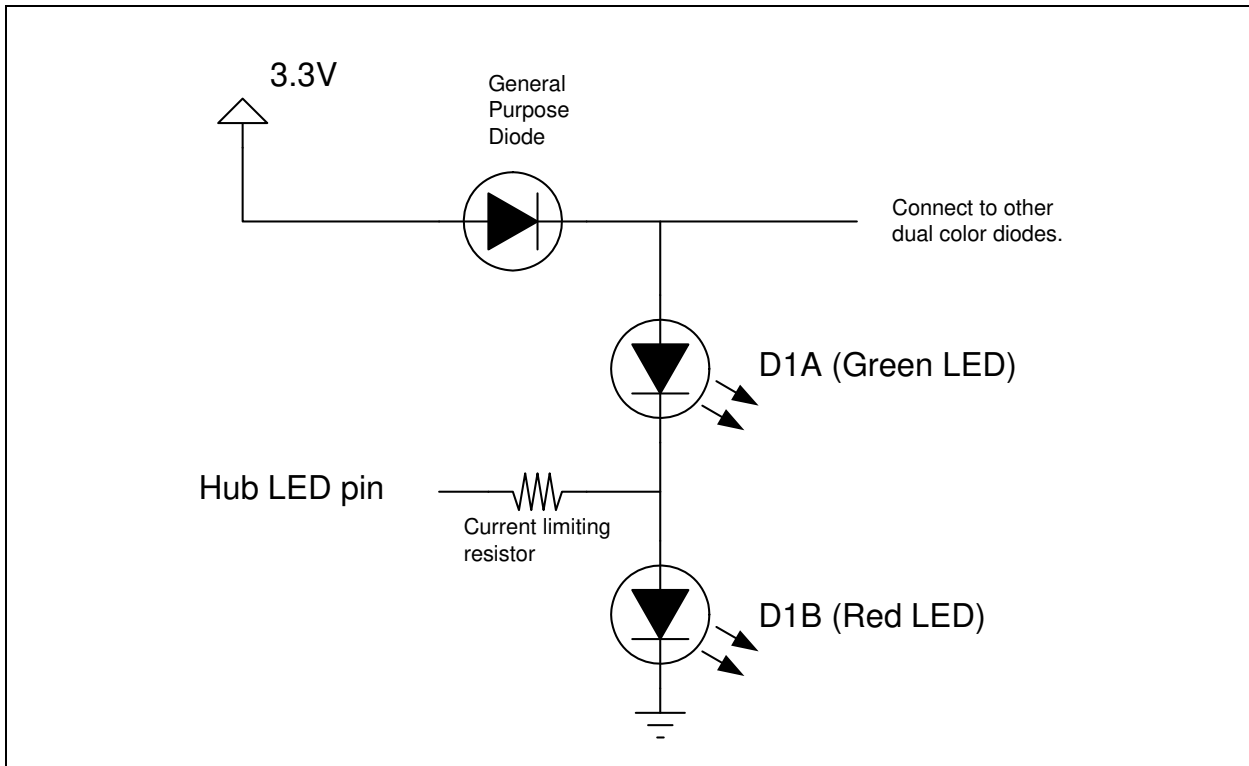 3.3V
General
Purpose
Diode
Connect to other
dual color diodes.
D1A (Green LED)
Hub LED pin
Current limiting
resistor
D1B (Red LED)